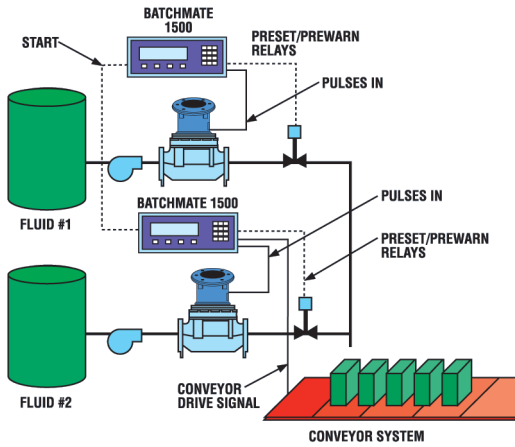 BATCHMATE
1500
START
PRESET/PREWARN
RELAYS
PULSES IN
FLUID #1
BATCHMATE 1500
PULSES IN
PRESET/PREWARN
RELAYS
FLUID #2
CONVEYOR
DRIVE SIGNAL
CONVEYOR SYSTEM